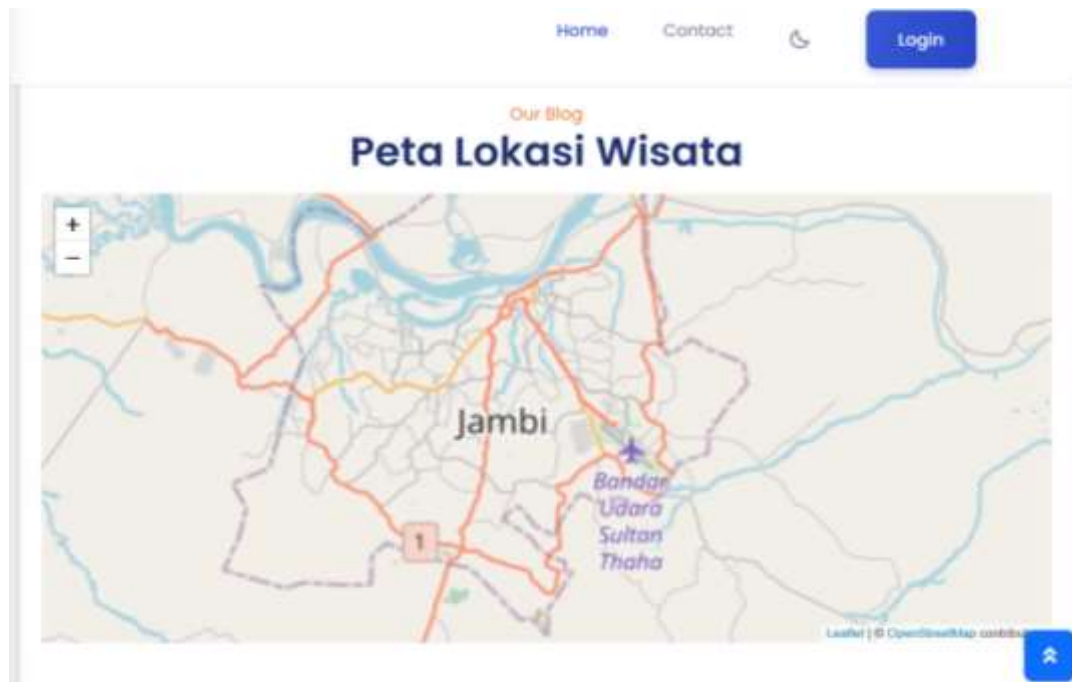 Home Contact Login
Our Blog
Peta Lokasi Wisata
+
−
Jambi
Bandar
Udara
Sultan
Thaha
1
Leaflet | © OpenStreetMap